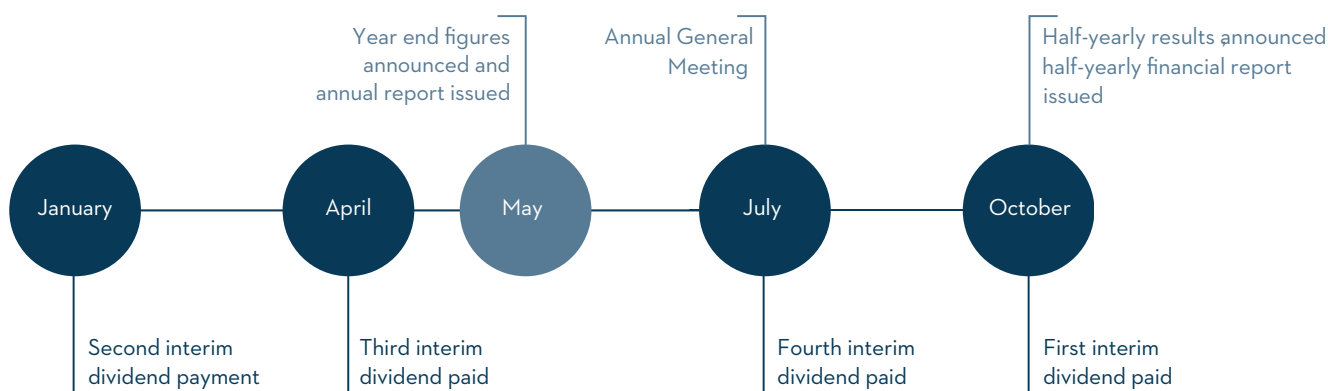 Year end figures
announced and
annual report issued
Annual General
Meeting
Half-yearly results announced
half-yearly financial report
issued
January
April
May
July
October
Second interim
dividend payment
Third interim
dividend paid
Fourth interim
dividend paid
First interim
dividend paid